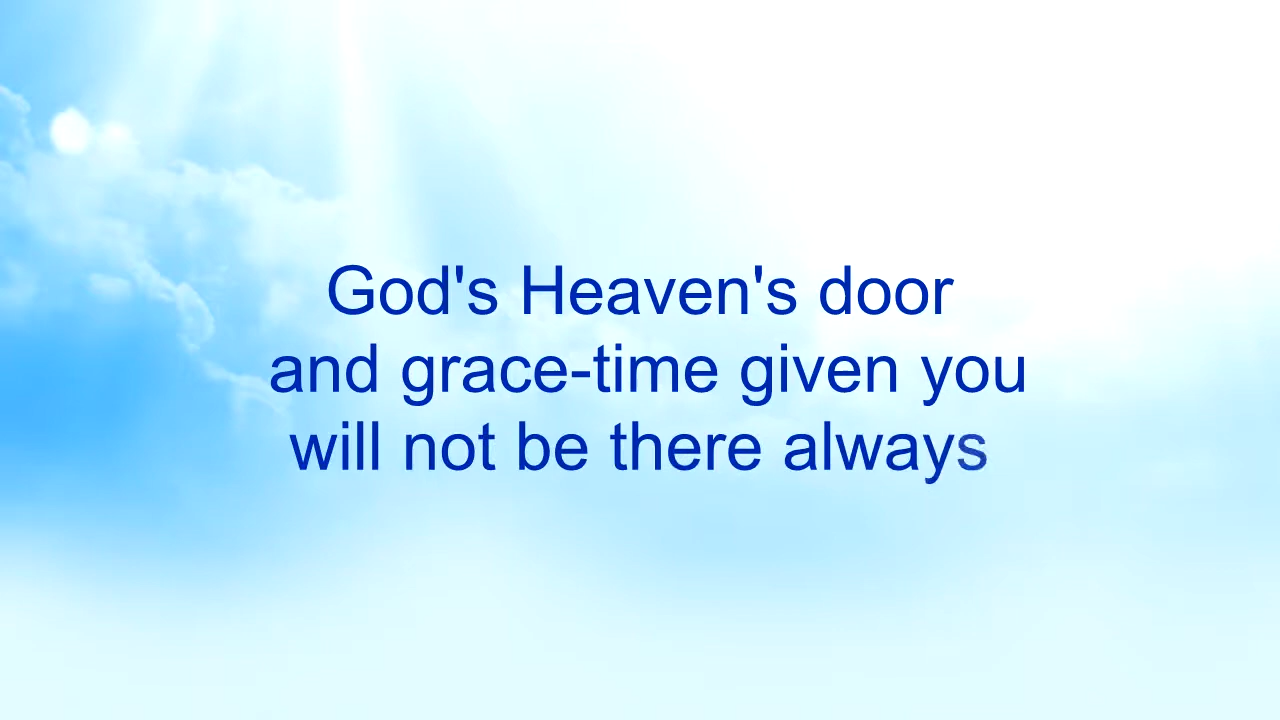 God's Heaven's door
and grace-time given you
will not be there always